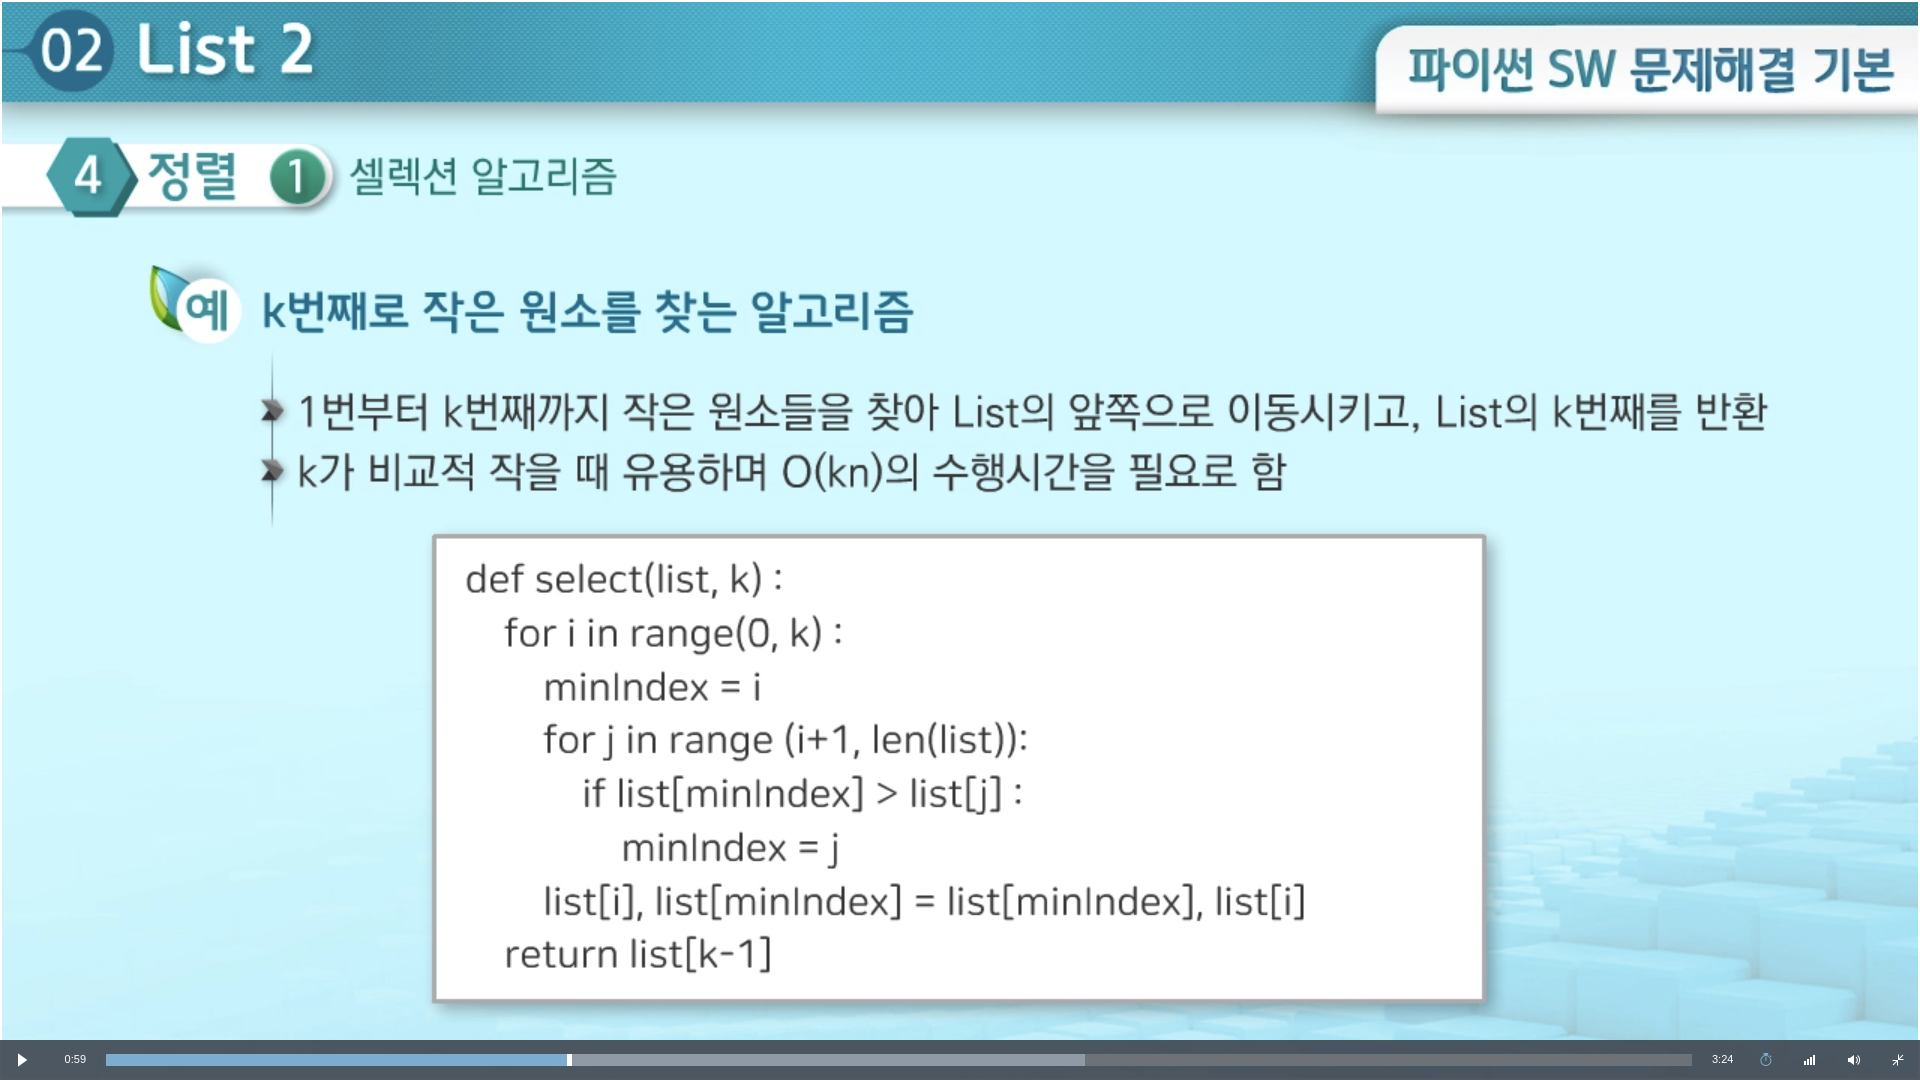 02 List 2
파이썬 SW 문제해결 기본
4 정렬 1 셀렉션 알고리즘
예 k번째로 작은 원소를 찾는 알고리즘
1번부터 k번째까지 작은 원소들을 찾아 List의 앞쪽으로 이동시키고, List의 k번째를 반환
k가 비교적 작을 때 유용하며 O(kn)의 수행시간을 필요로 함
def select(list, k) :
for i in range(0, k) :
minIndex = i
for j in range (i+1, len(list)):
if list[minIndex] > list[j] :
minIndex = j
list[i], list[minIndex] = list[minIndex], list[i]
return list[k-1]
0:59
3:24